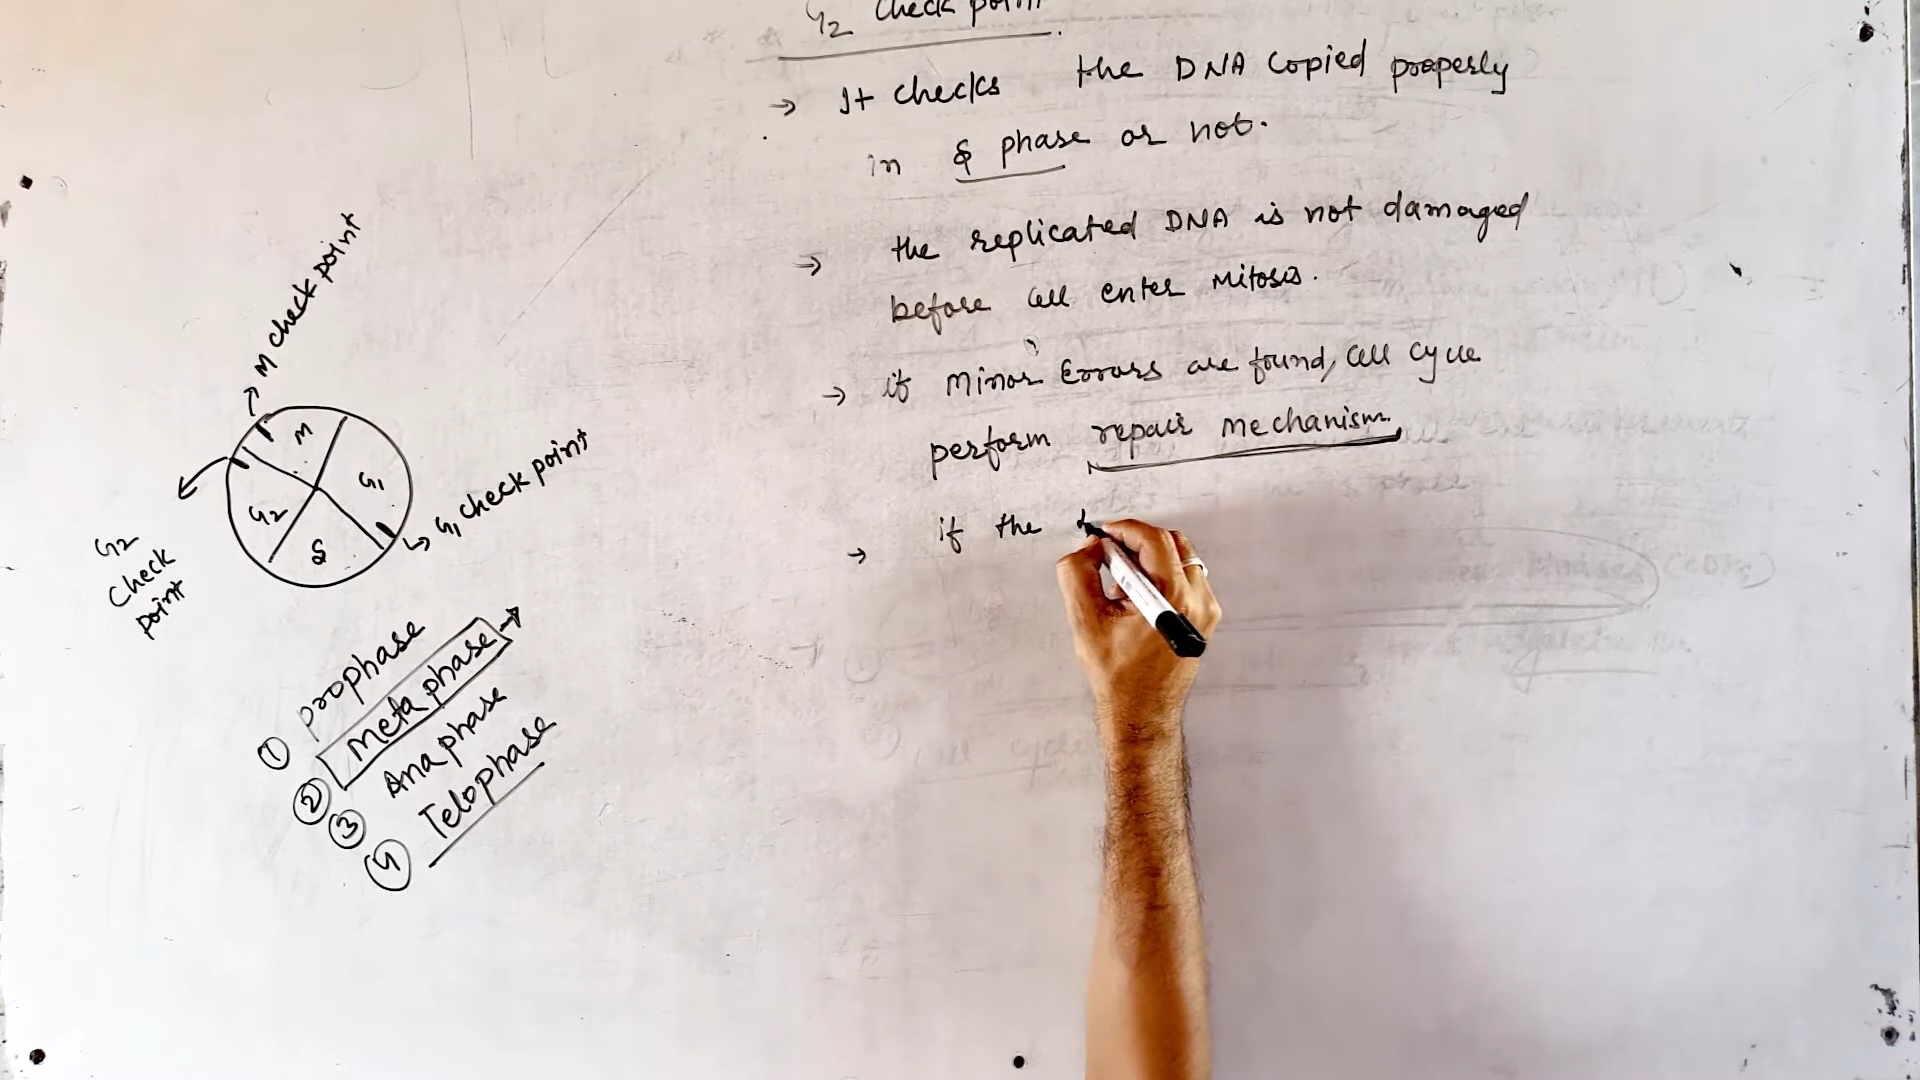 G2 Check point
→ It checks the DNA copied properly
in S phase or not.
→ the replicated DNA is not damaged
before cell enter mitosis.
→ if minor Errors are found, cell cycle
perform repair mechanism.
→ if the
M check point
M
G1
G2
S
G1 check point
G2
Check
point
① prophase
② Meta phase →
③ Anaphase
④ Telophase